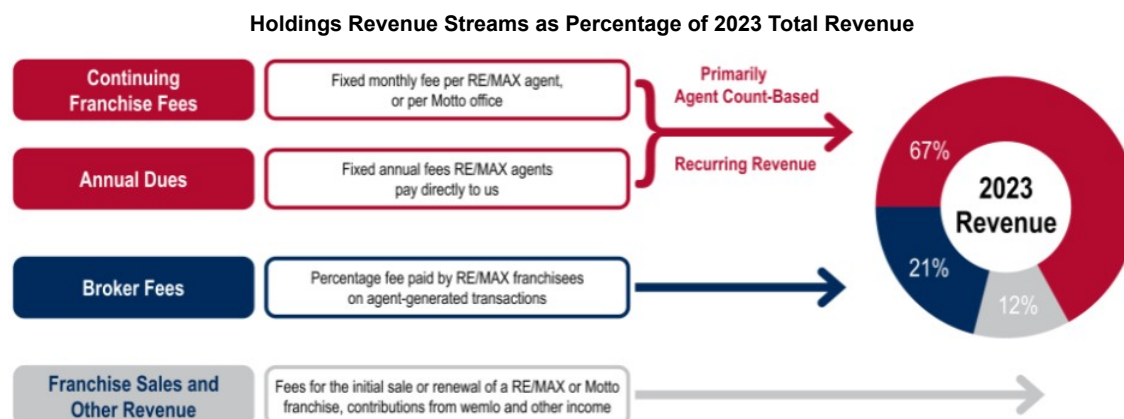 Holdings Revenue Streams as Percentage of 2023 Total Revenue
Continuing
Franchise Fees
Fixed monthly fee per RE/MAX agent,
or per Motto office
Primarily
Agent Count-Based
Annual Dues
Fixed annual fees RE/MAX agents
pay directly to us
Recurring Revenue
67%
2023
Revenue
21%
12%
Broker Fees
Percentage fee paid by RE/MAX franchisees
on agent-generated transactions
Franchise Sales and
Other Revenue
Fees for the initial sale or renewal of a RE/MAX or Motto
franchise, contributions from wemlo and other income